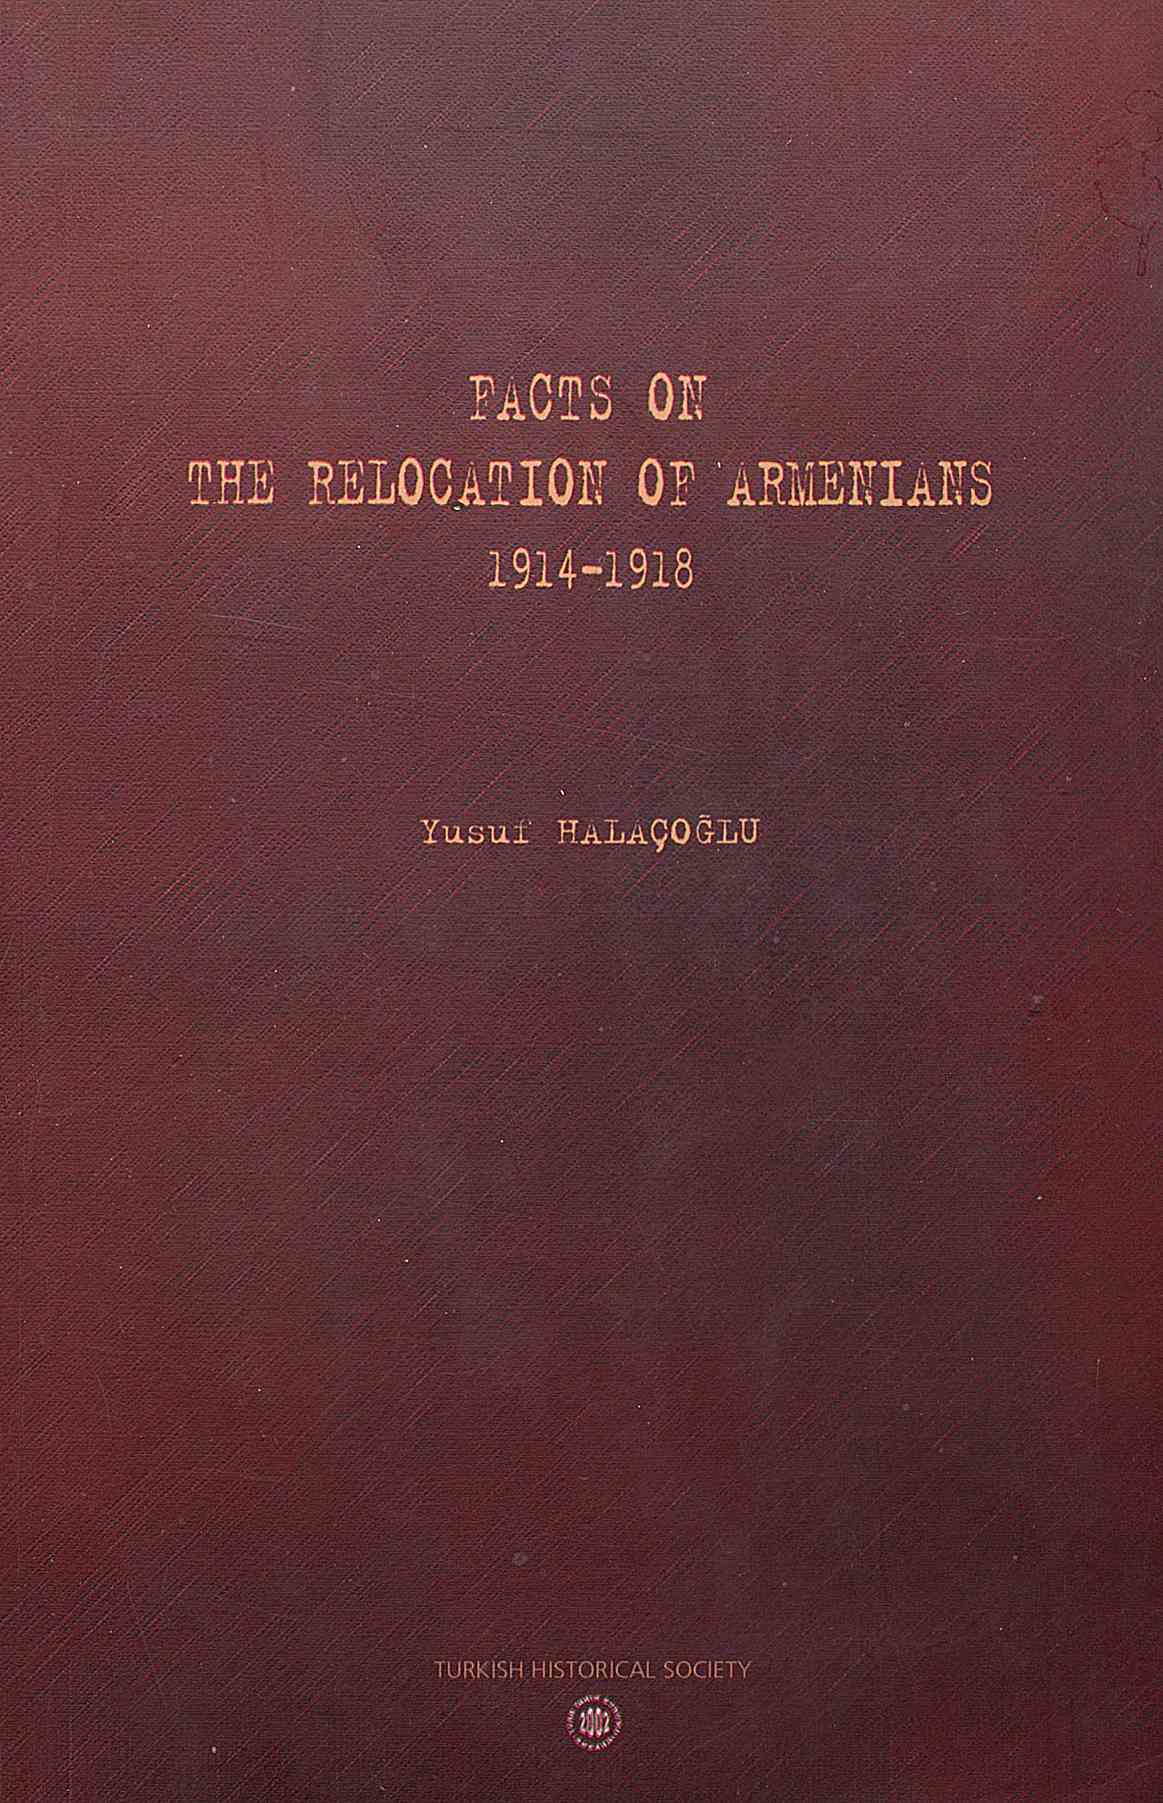 FACTS ON
THE RELOCATION OF ARMENIANS
1914-1918
Yusuf HALAÇOĞLU
TURKISH HISTORICAL SOCIETY
2002